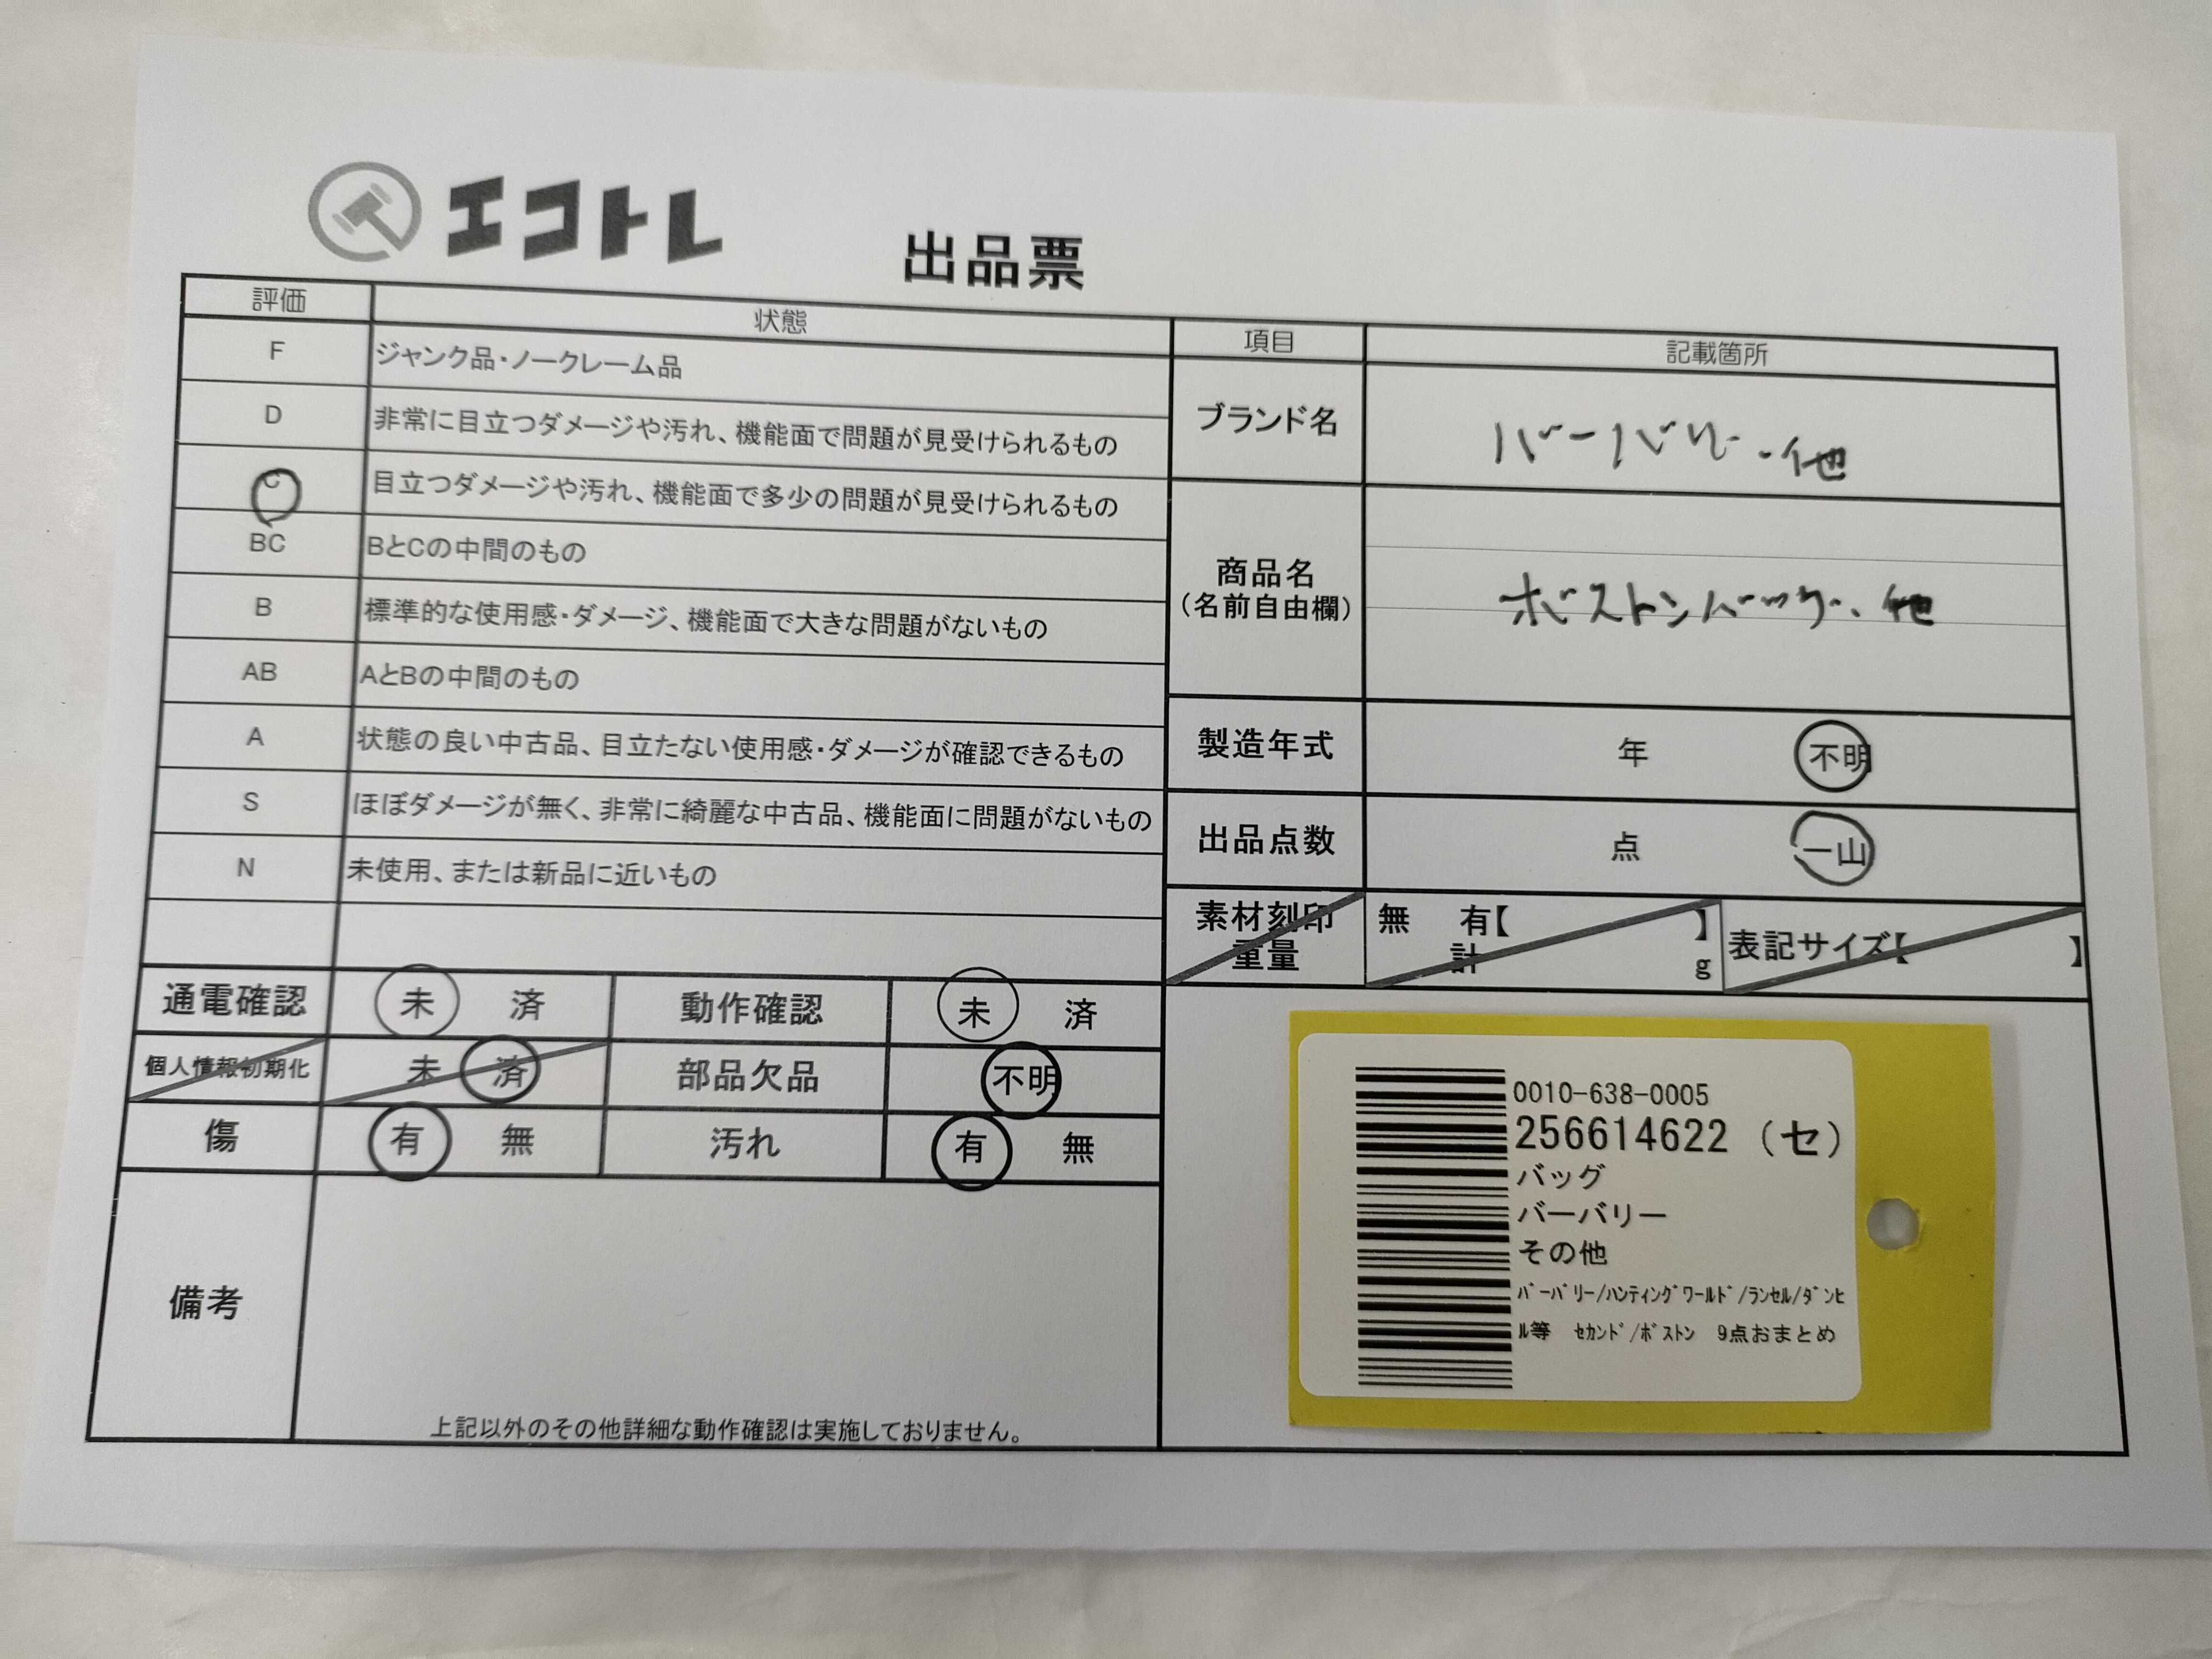 エコトレ
出品票
評価 状態
F ジャンク品・ノークレーム品
D 非常に目立つダメージや汚れ、機能面で問題が見受けられるもの
C 目立つダメージや汚れ、機能面で多少の問題が見受けられるもの
BC BとCの中間のもの
B 標準的な使用感・ダメージ、機能面で大きな問題がないもの
AB AとBの中間のもの
A 状態の良い中古品、目立たない使用感・ダメージが確認できるもの
S ほぼダメージが無く、非常に綺麗な中古品、機能面に問題がないもの
N 未使用、または新品に近いもの
通電確認 未 済 動作確認 未 済
個人情報初期化 未 済 部品欠品 不明
傷 有 無 汚れ 有 無
備考
上記以外のその他詳細な動作確認は実施しておりません。
項目 記載箇所
ブランド名 バーバリー・他
商品名
(名前自由欄)
ボストンバッグ、他
製造年式 年 不明
出品点数 点 一山
素材刻印 無 有【 】
重量 計 g
表記サイズ【 】
0010-638-0005
256614622 (セ)
バッグ
バーバリー
その他
ﾊﾞｰﾊﾞﾘｰ/ﾊﾝﾃｨﾝｸﾞﾜｰﾙﾄﾞ/ﾗﾝｾﾙ/ﾀﾞﾝﾋ
ﾙ等 ｾｶﾝﾄﾞ/ﾎﾞｽﾄﾝ 9点おまとめ